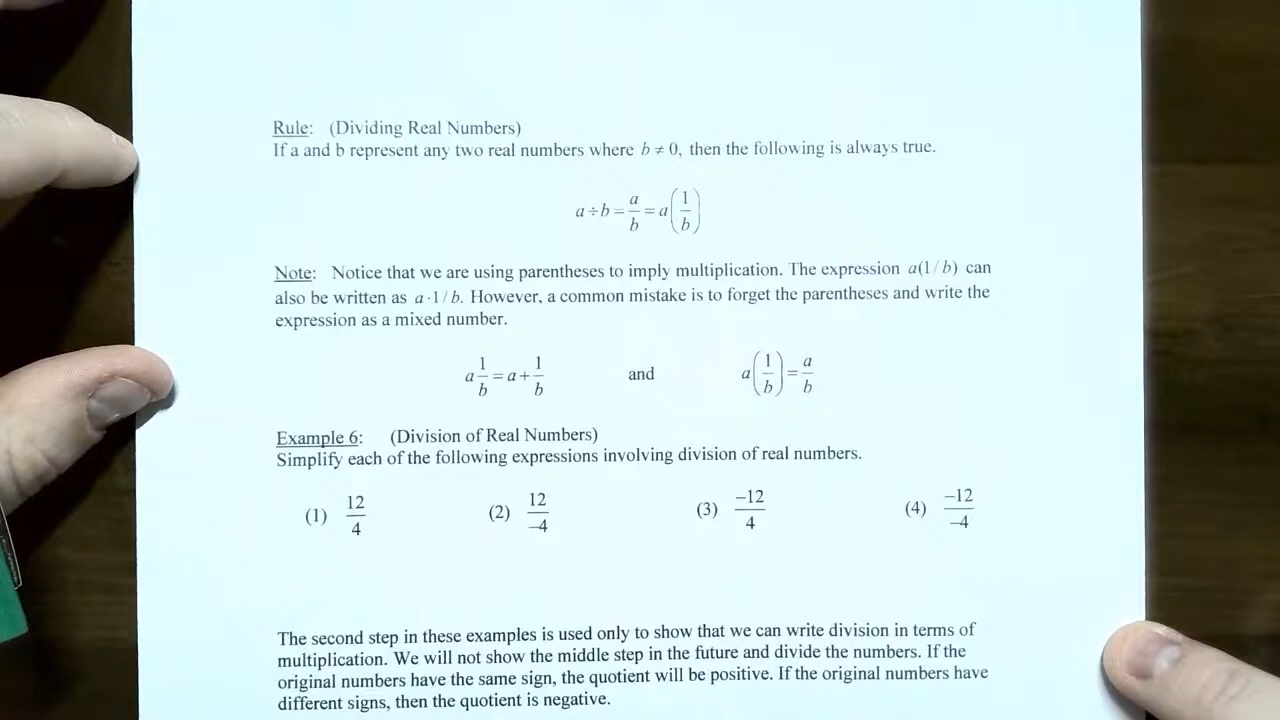 Rule: (Dividing Real Numbers)
If a and b represent any two real numbers where b ≠ 0, then the following is always true.
a ÷ b = a/b = a(1/b)
Note: Notice that we are using parentheses to imply multiplication. The expression a(1/b) can
also be written as a·1/b. However, a common mistake is to forget the parentheses and write the
expression as a mixed number.
a 1/b = a + 1/b and a(1/b) = a/b
Example 6: (Division of Real Numbers)
Simplify each of the following expressions involving division of real numbers.
(1) 12/4 (2) 12/-4 (3) -12/4 (4) -12/-4
The second step in these examples is used only to show that we can write division in terms of
multiplication. We will not show the middle step in the future and divide the numbers. If the
original numbers have the same sign, the quotient will be positive. If the original numbers have
different signs, then the quotient is negative.